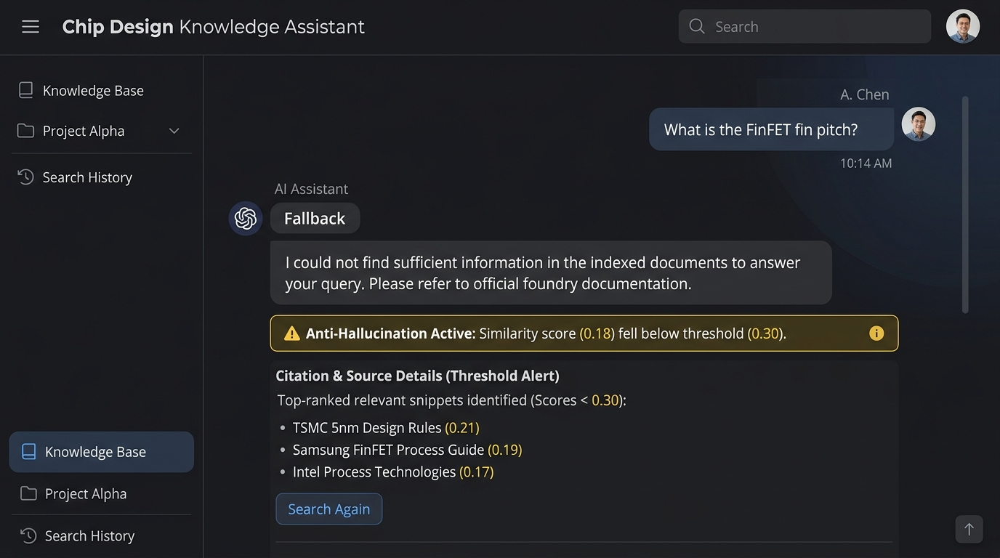 Chip Design Knowledge Assistant
Search
Knowledge Base
Project Alpha
Search History
A. Chen
What is the FinFET fin pitch?
10:14 AM
AI Assistant
Fallback
I could not find sufficient information in the indexed documents to answer
your query. Please refer to official foundry documentation.
Anti-Hallucination Active: Similarity score (0.18) fell below threshold (0.30).
Citation & Source Details (Threshold Alert)
Top-ranked relevant snippets identified (Scores < 0.30):
• TSMC 5nm Design Rules (0.21)
• Samsung FinFET Process Guide (0.19)
• Intel Process Technologies (0.17)
Search Again
Knowledge Base
Project Alpha
Search History